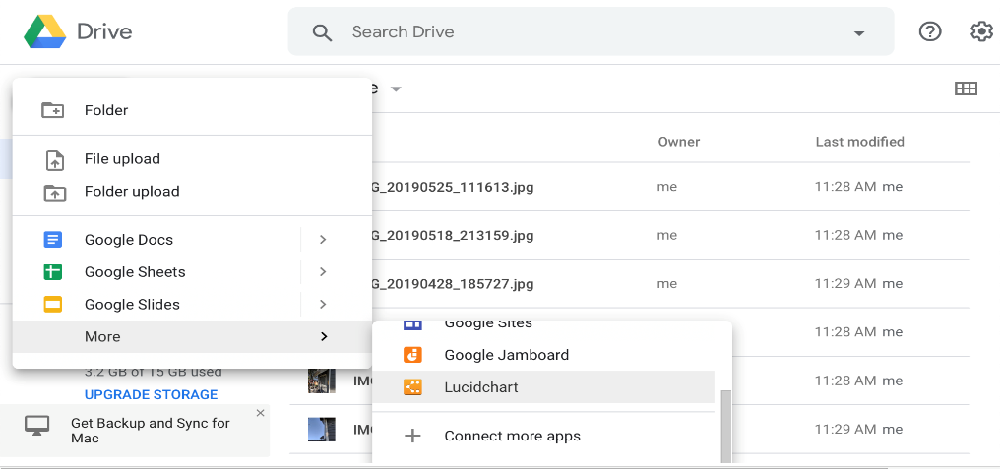 Drive
Search Drive
e
Folder
Owner
Last modified
File upload
G_20190525_111613.jpg
me
11:28 AM me
Folder upload
Google Docs
G_20190518_213159.jpg
me
11:28 AM me
Google Sheets
G_20190428_185727.jpg
me
11:29 AM me
Google Slides
Google Sites
More
11:28 AM me
Google Jamboard
3.2 GB of 15 GB used
IMG
Lucidchart
11:28 AM me
UPGRADE STORAGE
Get Backup and Sync for
Mac
IMG
Connect more apps
11:29 AM me